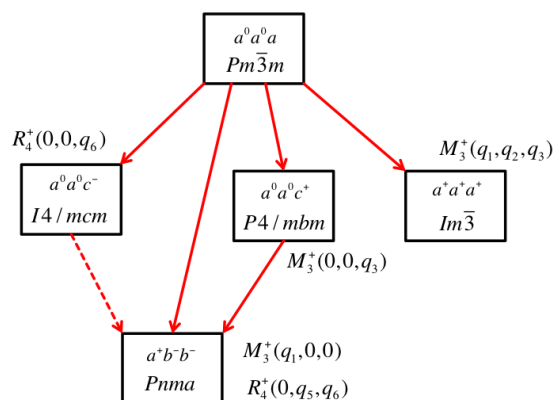 a⁰a⁰a
Pm3̅m
R₄⁺(0,0,q₆)
M₃⁺(q₁,q₂,q₃)
a⁰a⁰c⁻
I4/mcm
a⁰a⁰c⁺
P4/mbm
a⁺a⁺a⁺
Im3̅
M₃⁺(0,0,q₃)
a⁺b⁻b⁻
Pnma
M₃⁺(q₁,0,0)
R₄⁺(0,q₅,q₆)